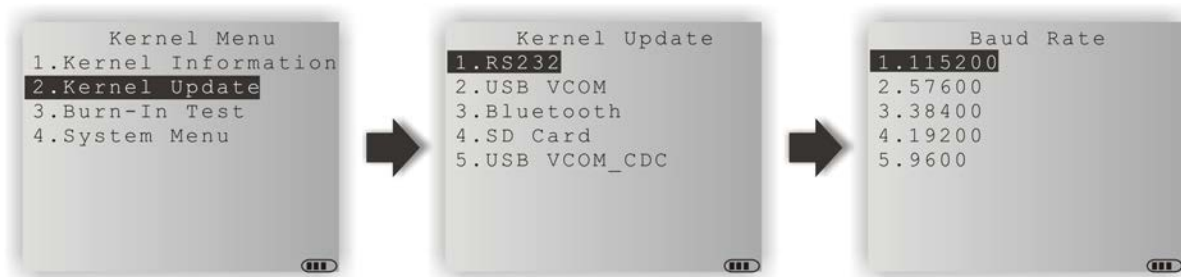 Kernel Menu
1.Kernel Information
2.Kernel Update
3.Burn-In Test
4.System Menu
Kernel Update
1.RS232
2.USB VCOM
3.Bluetooth
4.SD Card
5.USB VCOM_CDC
Baud Rate
1.115200
2.57600
3.38400
4.19200
5.9600